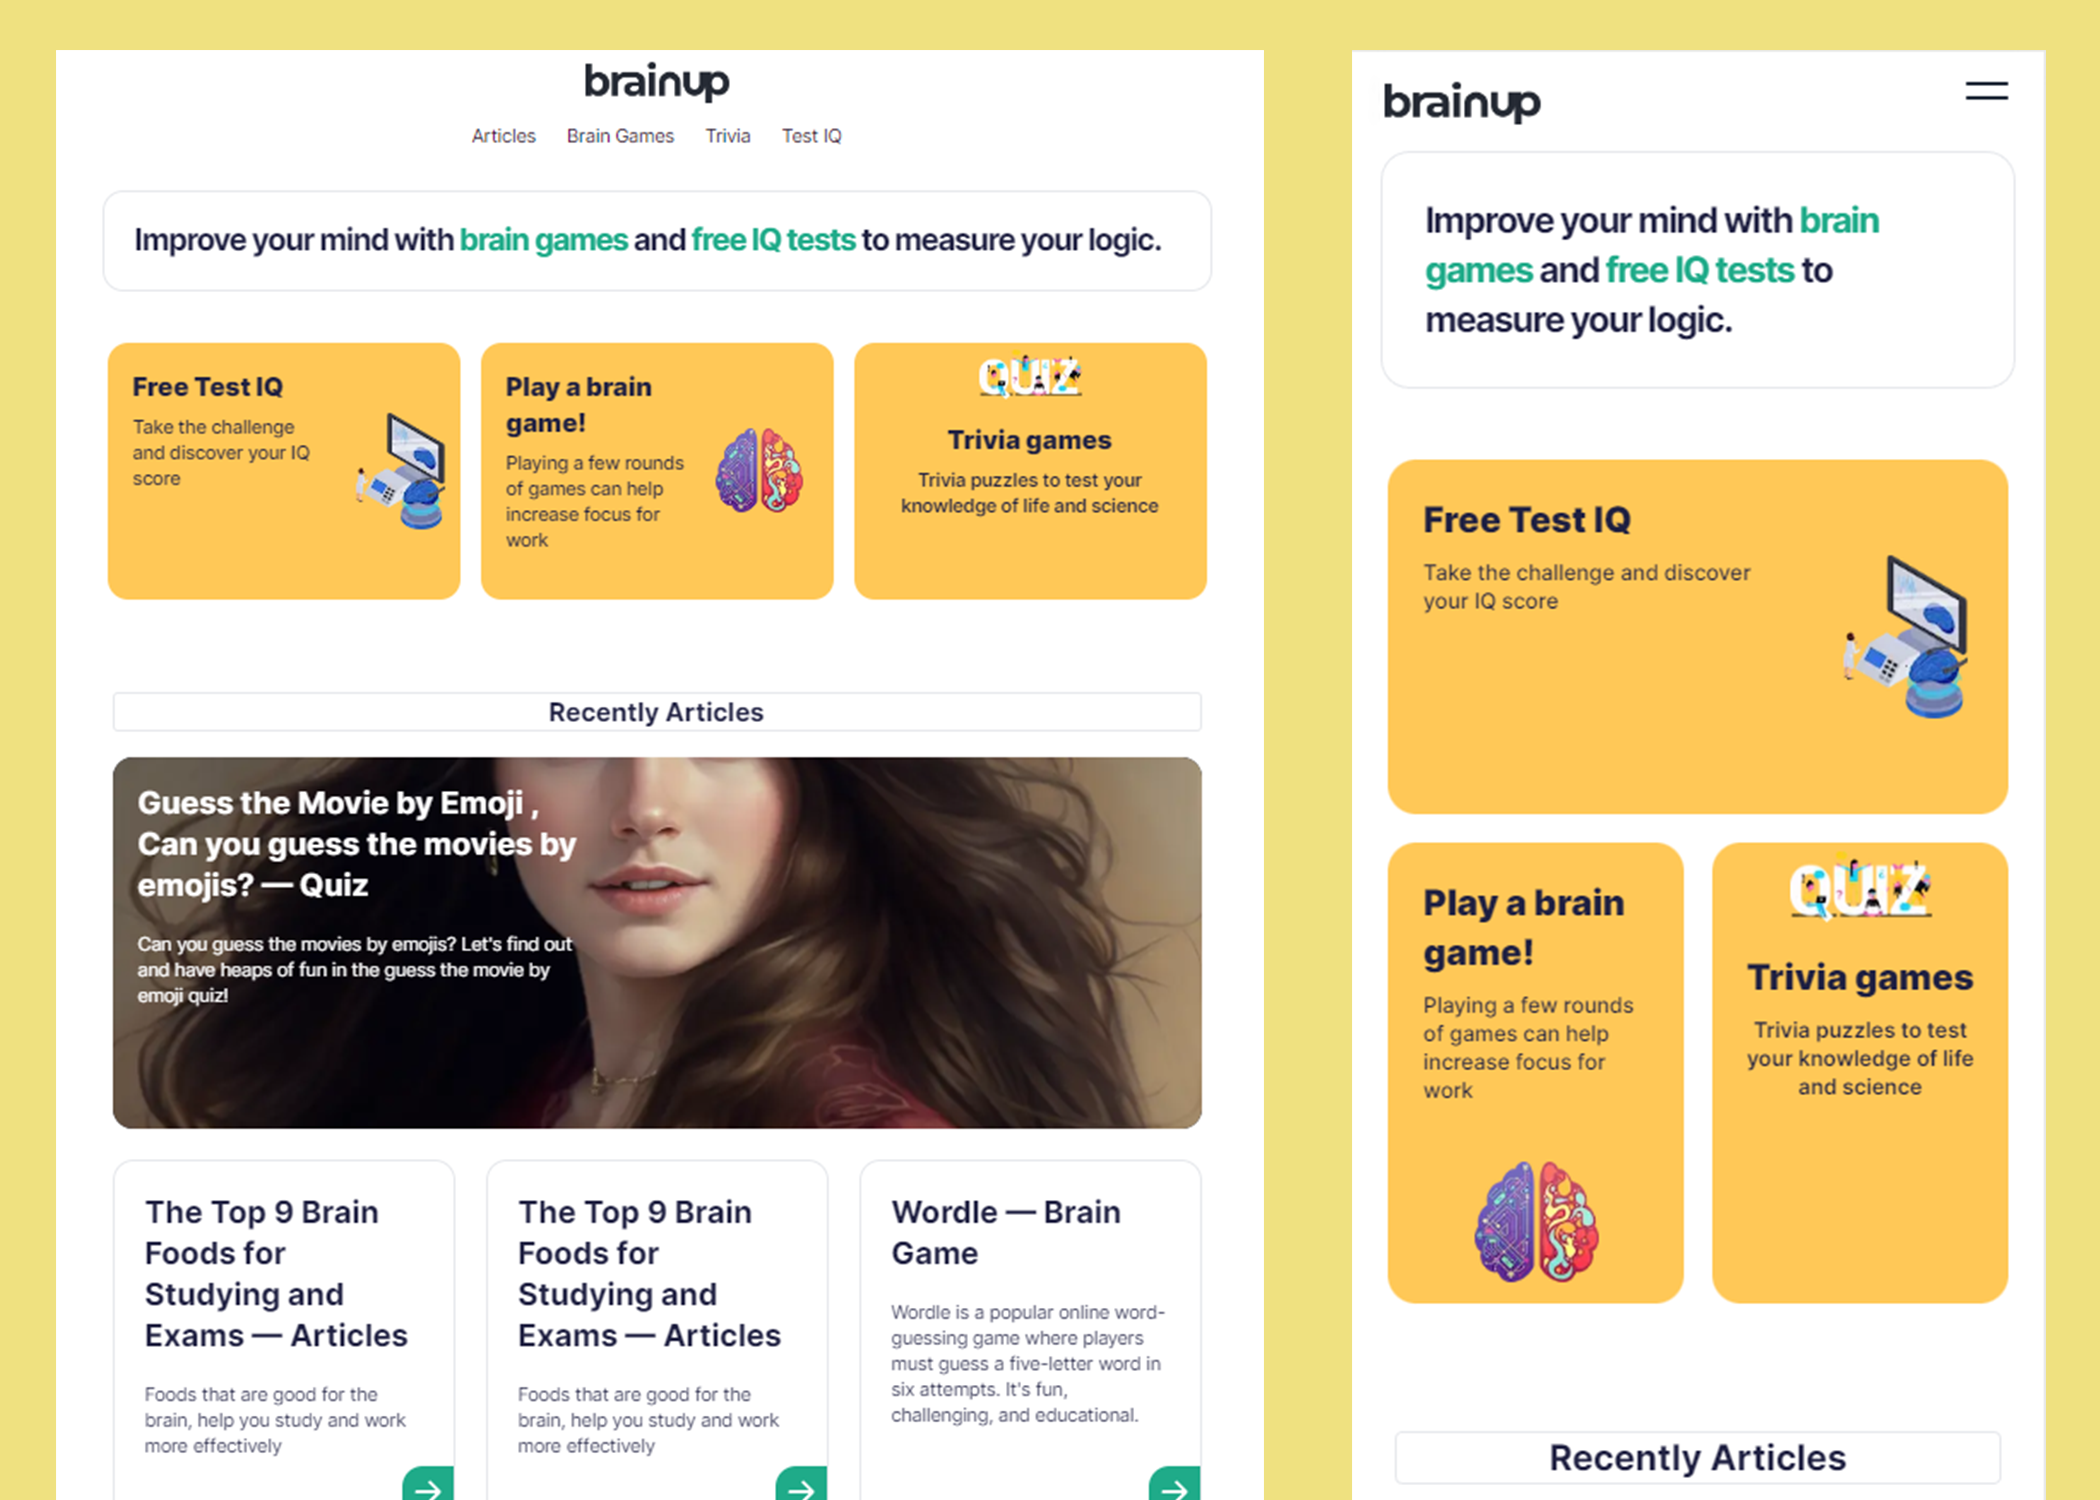 brainup
Articles Brain Games Trivia Test IQ
Improve your mind with brain games and free IQ tests to measure your logic.
Free Test IQ
Take the challenge
and discover your IQ
score
Play a brain
game!
Playing a few rounds
of games can help
increase focus for
work
QUIZ
Trivia games
Trivia puzzles to test your
knowledge of life and science
Recently Articles
Guess the Movie by Emoji ,
Can you guess the movies by
emojis? — Quiz
Can you guess the movies by emojis? Let's find out
and have heaps of fun in the guess the movie by
emoji quiz!
The Top 9 Brain
Foods for
Studying and
Exams — Articles
Foods that are good for the
brain, help you study and work
more effectively
The Top 9 Brain
Foods for
Studying and
Exams — Articles
Foods that are good for the
brain, help you study and work
more effectively
Wordle — Brain
Game
Wordle is a popular online word-
guessing game where players
must guess a five-letter word in
six attempts. It's fun,
challenging, and educational.
brainup
Improve your mind with brain
games and free IQ tests to
measure your logic.
Free Test IQ
Take the challenge and discover
your IQ score
Play a brain
game!
Playing a few rounds
of games can help
increase focus for
work
QUIZ
Trivia games
Trivia puzzles to test
your knowledge of life
and science
Recently Articles